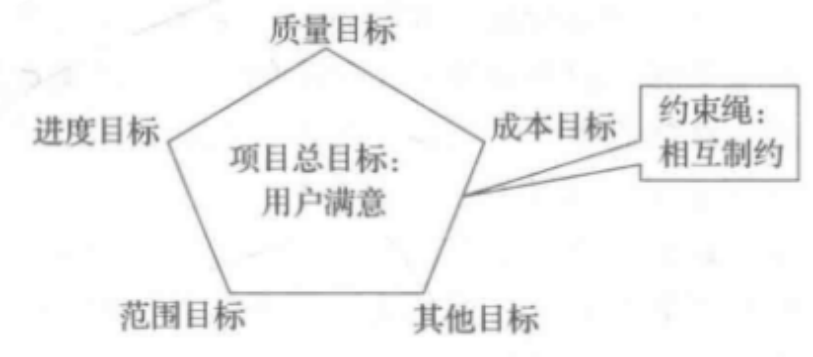 质量目标
进度目标
成本目标
约束绳：
相互制约
项目总目标：
用户满意
范围目标
其他目标